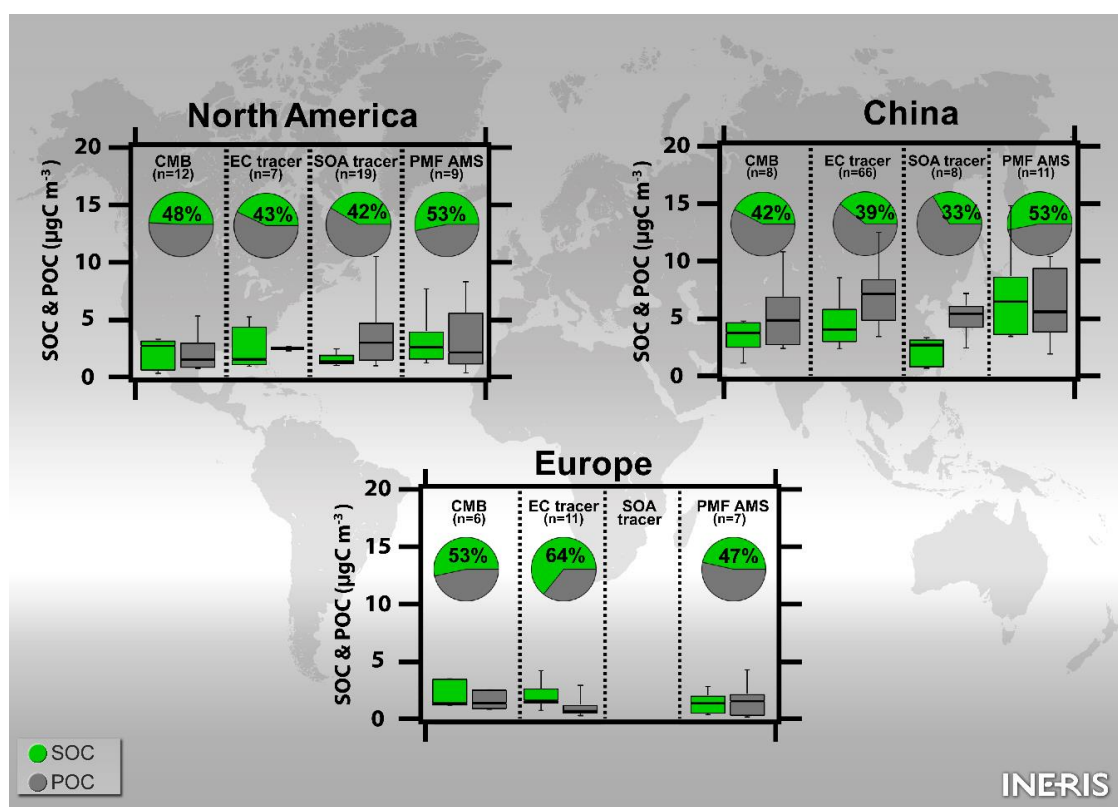 North America
20
15
10
5
0
SOC & POC (µgC m⁻³)
CMB
(n=12)
48%
EC tracer
(n=7)
43%
SOA tracer
(n=19)
42%
PMF AMS
(n=9)
53%
China
20
15
10
5
0
SOC & POC (µgC m⁻³)
CMB
(n=8)
42%
EC tracer
(n=66)
39%
SOA tracer
(n=8)
33%
PMF AMS
(n=11)
53%
Europe
20
15
10
5
0
SOC & POC (µgC m⁻³)
CMB
(n=6)
53%
EC tracer
(n=11)
64%
SOA
tracer
PMF AMS
(n=7)
47%
SOC
POC
INERIS